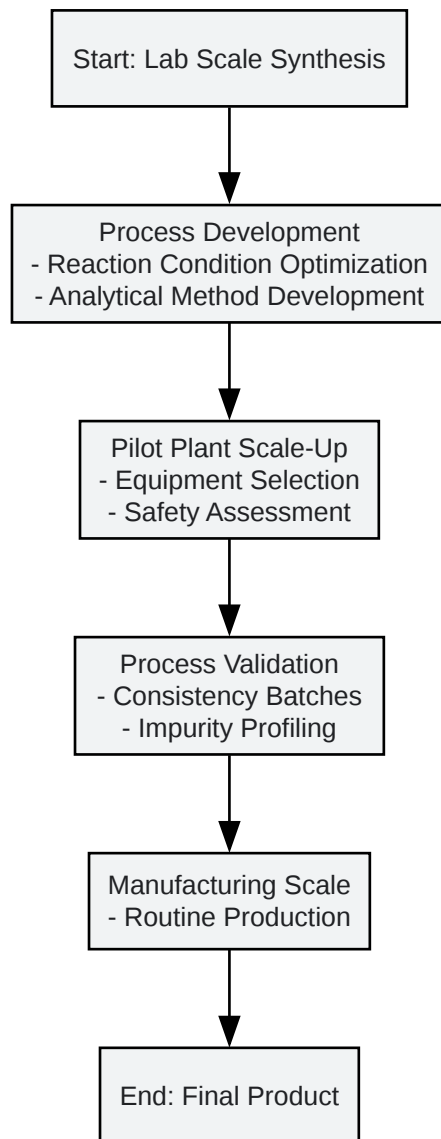 Start: Lab Scale Synthesis
Process Development
- Reaction Condition Optimization
- Analytical Method Development
Pilot Plant Scale-Up
- Equipment Selection
- Safety Assessment
Process Validation
- Consistency Batches
- Impurity Profiling
Manufacturing Scale
- Routine Production
End: Final Product